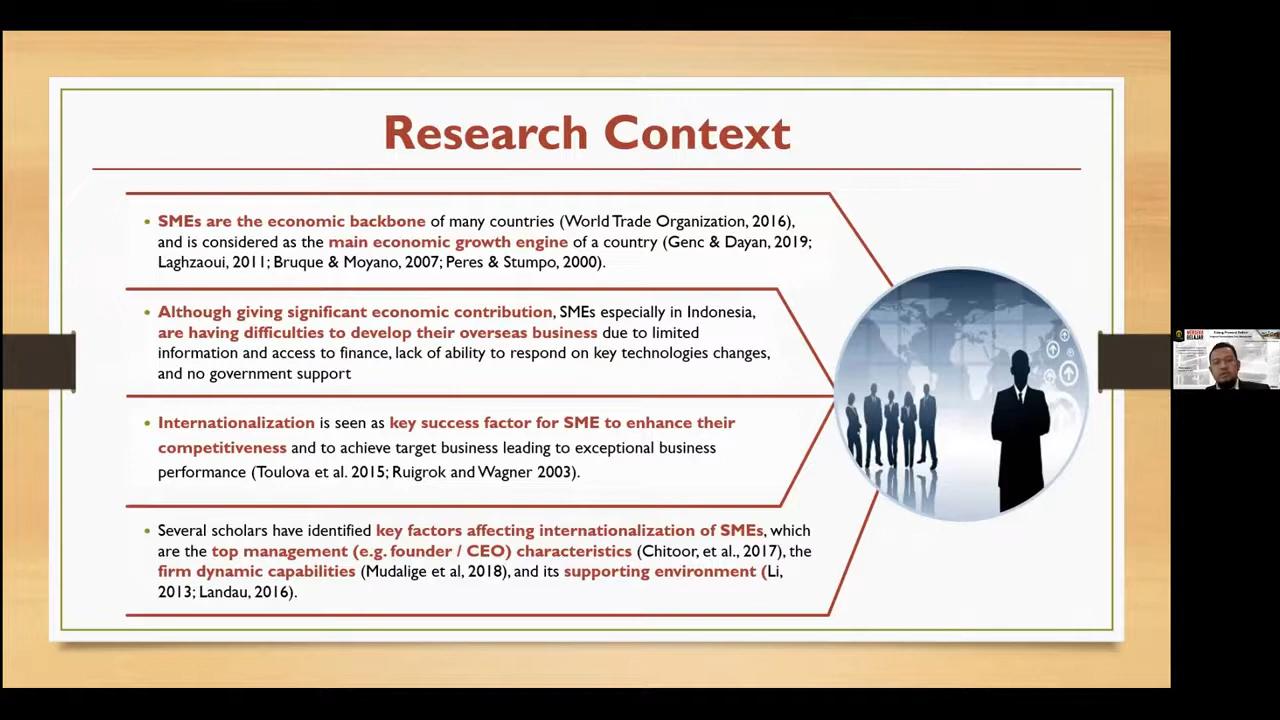 Research Context
• SMEs are the economic backbone of many countries (World Trade Organization, 2016),
and is considered as the main economic growth engine of a country (Genc & Dayan, 2019;
Laghzaoui, 2011; Bruque & Moyano, 2007; Peres & Stumpo, 2000).
• Although giving significant economic contribution, SMEs especially in Indonesia,
are having difficulties to develop their overseas business due to limited
information and access to finance, lack of ability to respond on key technologies changes,
and no government support
• Internationalization is seen as key success factor for SME to enhance their
competitiveness and to achieve target business leading to exceptional business
performance (Toulova et al. 2015; Ruigrok and Wagner 2003).
• Several scholars have identified key factors affecting internationalization of SMEs, which
are the top management (e.g. founder / CEO) characteristics (Chitoor, et al., 2017), the
firm dynamic capabilities (Mudalige et al, 2018), and its supporting environment (Li,
2013; Landau, 2016).
MERDEKA
BELAJAR